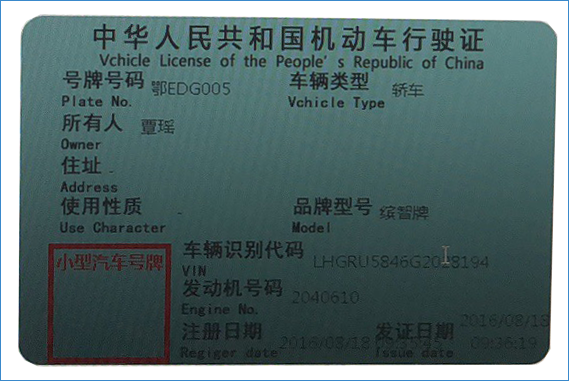 中华人民共和国机动车行驶证
Vchicle License of the People's Republic of China
号牌号码 鄂EDG005 车辆类型 轿车
Plate No. Vchicle Type
所有人 覃瑶
Owner
住址 -
Address
使用性质 - 品牌型号 缤智牌
Use Character Model
小型汽车号牌
车辆识别代码 LHGRU5846G2028194
VIN
发动机号码 2040610
Engine No.
注册日期 2016/08/18 发证日期 2016/08/18
Regiger date Issue date 09:36:19